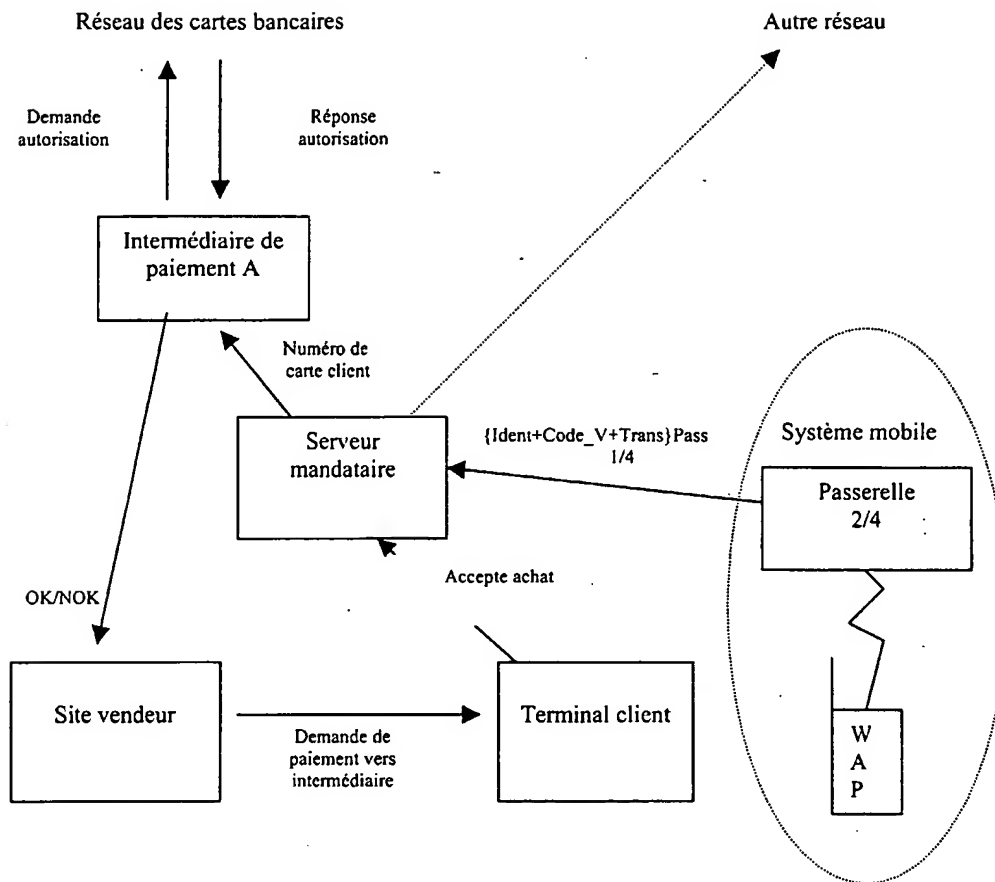 Réseau des cartes bancaires
Autre réseau
Demande
autorisation
Réponse
autorisation
Intermédiaire de
paiement A
Numéro de
carte client
Serveur
mandataire
{Ident+Code_V+Trans}Pass
1/4
Système mobile
Passerelle
2/4
Accepte achat
OK/NOK
Site vendeur
Demande de
paiement vers
intermédiaire
Terminal client
W
A
P